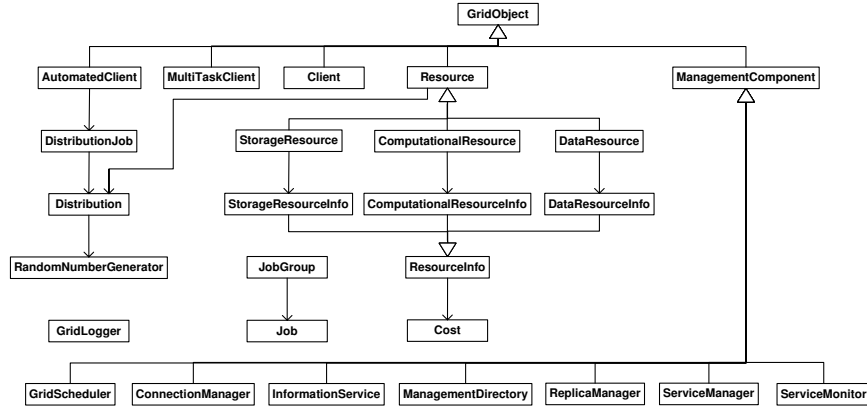 GridObject
AutomatedClient
MultiTaskClient
Client
Resource
ManagementComponent
DistributionJob
StorageResource
ComputationalResource
DataResource
Distribution
StorageResourceInfo
ComputationalResourceInfo
DataResourceInfo
RandomNumberGenerator
JobGroup
ResourceInfo
GridLogger
Job
Cost
GridScheduler
ConnectionManager
InformationService
ManagementDirectory
ReplicaManager
ServiceManager
ServiceMonitor